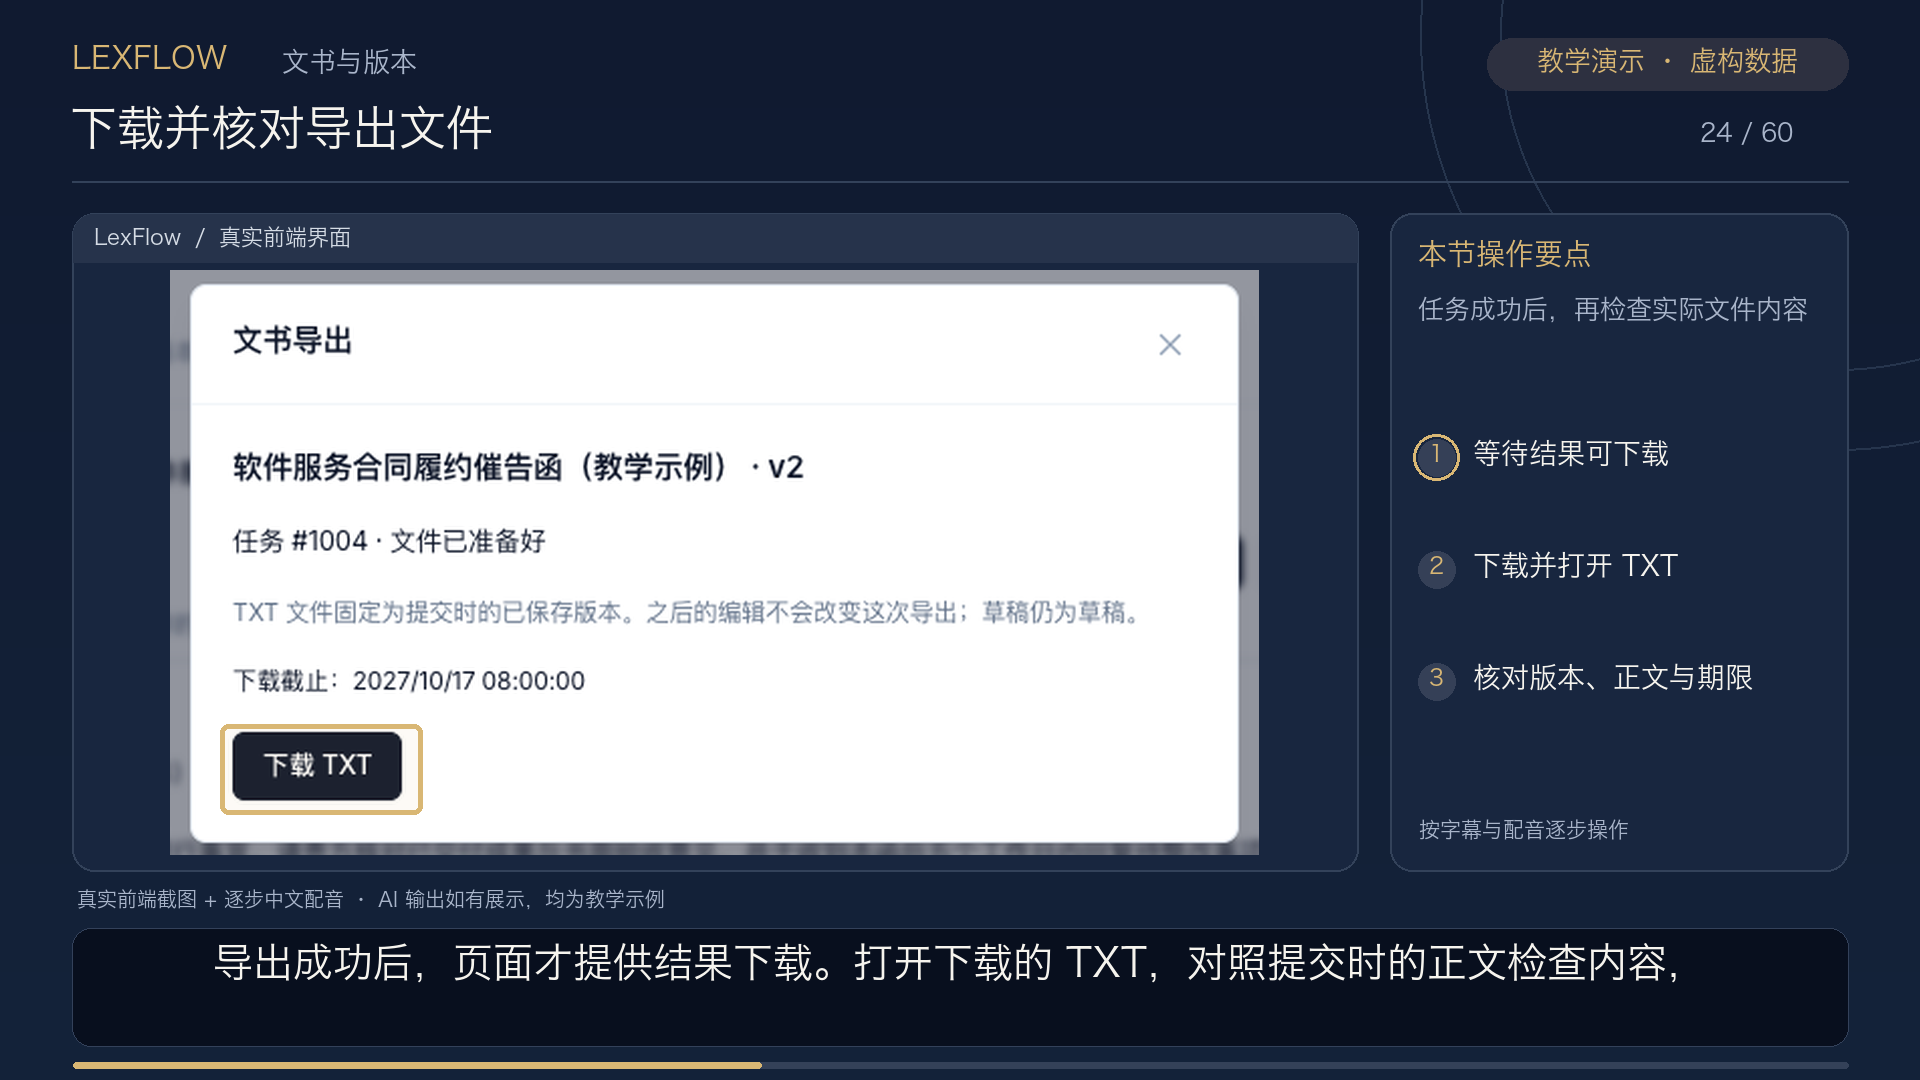 LEXFLOW 文书与版本
教学演示 · 虚构数据
下载并核对导出文件
24 / 60
LexFlow / 真实前端界面
文书导出
软件服务合同履约催告函（教学示例） · v2
任务 #1004 · 文件已准备好
TXT 文件固定为提交时的已保存版本。之后的编辑不会改变这次导出；草稿仍为草稿。
下载截止：2027/10/17 08:00:00
下载 TXT
本节操作要点
任务成功后，再检查实际文件内容
1 等待结果可下载
2 下载并打开 TXT
3 核对版本、正文与期限
按字幕与配音逐步操作
真实前端截图 + 逐步中文配音 · AI 输出如有展示，均为教学示例
导出成功后，页面才提供结果下载。打开下载的 TXT，对照提交时的正文检查内容，